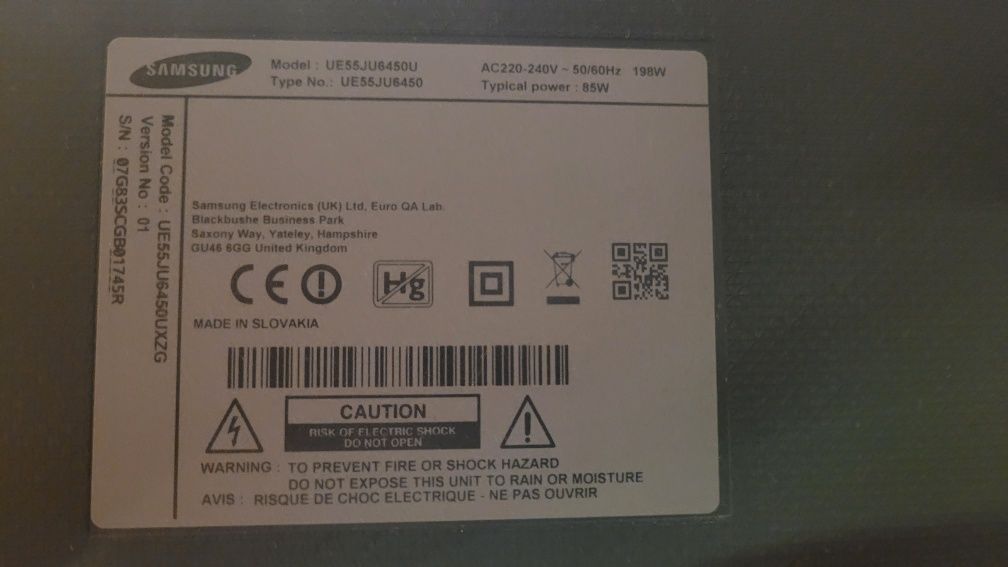 SAMSUNG
Model : UE55JU6450U
Type No.: UE55JU6450
AC220-240V ~ 50/60Hz 198W
Typical power : 85W
Model Code : UE55JU6450UXZG
Version No : 01
S/N : 07G83SCGB01745R
Samsung Electronics (UK) Ltd, Euro QA Lab.
Blackbushe Business Park
Saxony Way, Yateley, Hampshire
GU46 6GG United Kingdom
CE
Hg
MADE IN SLOVAKIA
CAUTION
RISK OF ELECTRIC SHOCK
DO NOT OPEN
WARNING : TO PREVENT FIRE OR SHOCK HAZARD
DO NOT EXPOSE THIS UNIT TO RAIN OR MOISTURE
AVIS : RISQUE DE CHOC ELECTRIQUE - NE PAS OUVRIR